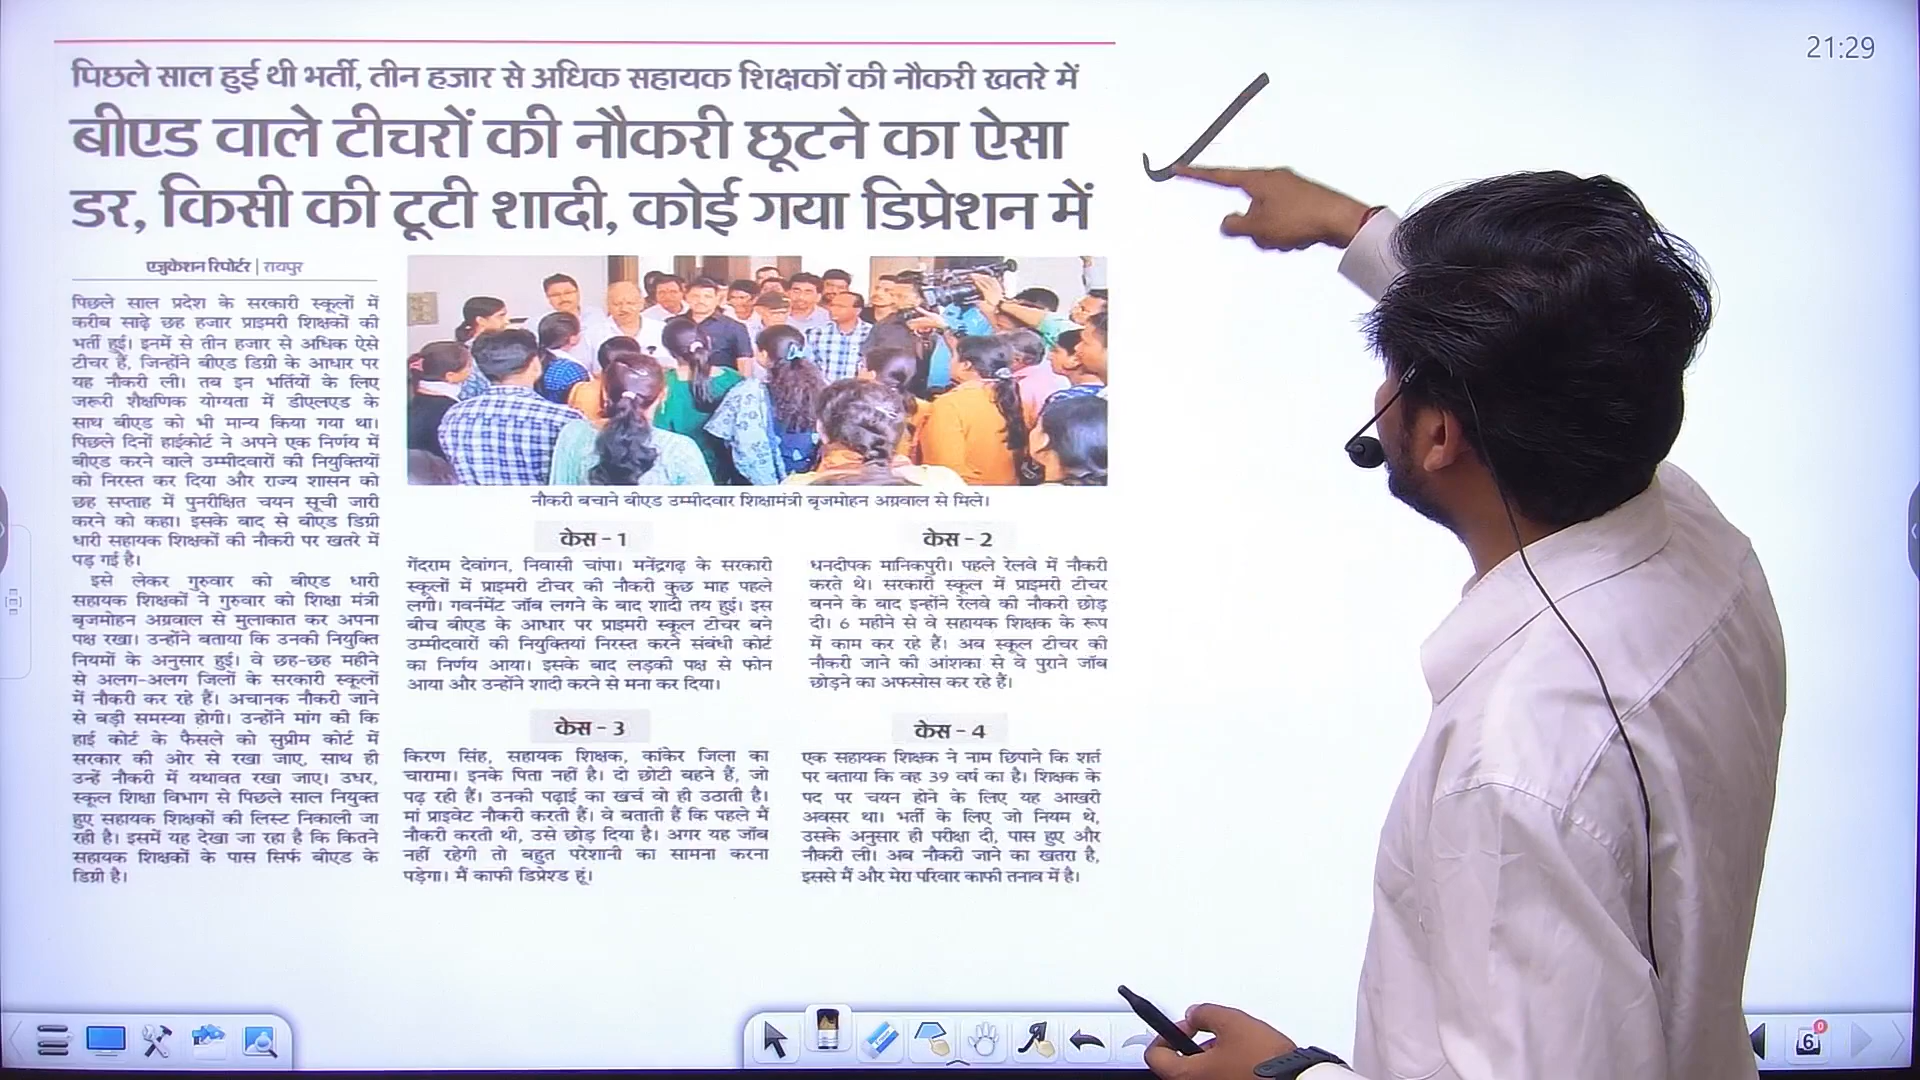 21:29
पिछले साल हुई थी भर्ती, तीन हजार से अधिक सहायक शिक्षकों की नौकरी खतरे में
बीएड वाले टीचरों की नौकरी छूटने का ऐसा
डर, किसी की टूटी शादी, कोई गया डिप्रेशन में
एजुकेशन रिपोर्टर | रायपुर
पिछले साल प्रदेश के सरकारी स्कूलों में
करीब साढ़े छह हजार प्राइमरी शिक्षकों की
भर्ती हुई। इनमें से तीन हजार से अधिक ऐसे
टीचर हैं, जिन्होंने बीएड डिग्री के आधार पर
यह नौकरी ली। तब इन भर्तियों के लिए
जरूरी शैक्षणिक योग्यता में डीएलएड के
साथ बीएड को भी मान्य किया गया था।
पिछले दिनों हाईकोर्ट ने अपने एक निर्णय में
बीएड करने वाले उम्मीदवारों की नियुक्तियों
को निरस्त कर दिया और राज्य शासन को
छह सप्ताह में पुनरीक्षित चयन सूची जारी
करने को कहा। इसके बाद से बीएड डिग्री
धारी सहायक शिक्षकों की नौकरी पर खतरे में
पड़ गई है।
इसे लेकर गुरुवार को बीएड धारी
सहायक शिक्षकों ने गुरुवार को शिक्षा मंत्री
बृजमोहन अग्रवाल से मुलाकात कर अपना
पक्ष रखा। उन्होंने बताया कि उनकी नियुक्ति
नियमों के अनुसार हुई। वे छह-छह महीने
से अलग-अलग जिलों के सरकारी स्कूलों
में नौकरी कर रहे हैं। अचानक नौकरी जाने
से बड़ी समस्या होगी। उन्होंने मांग की कि
हाई कोर्ट के फैसले को सुप्रीम कोर्ट में
सरकार की ओर से रखा जाए, साथ ही
उन्हें नौकरी में यथावत रखा जाए। उधर,
स्कूल शिक्षा विभाग से पिछले साल नियुक्त
हुए सहायक शिक्षकों की लिस्ट निकाली जा
रही है। इसमें यह देखा जा रहा है कि कितने
सहायक शिक्षकों के पास सिर्फ बीएड के
डिग्री है।
नौकरी बचाने बीएड उम्मीदवार शिक्षामंत्री बृजमोहन अग्रवाल से मिले।
केस - 1
गेंदराम देवांगन, निवासी चांपा। मनेंद्रगढ़ के सरकारी
स्कूलों में प्राइमरी टीचर की नौकरी कुछ माह पहले
लगी। गवर्नमेंट जॉब लगने के बाद शादी तय हुई। इस
बीच बीएड के आधार पर प्राइमरी स्कूल टीचर बने
उम्मीदवारों की नियुक्तियां निरस्त करने संबंधी कोर्ट
का निर्णय आया। इसके बाद लड़की पक्ष से फोन
आया और उन्होंने शादी करने से मना कर दिया।
केस - 2
धनदीपक मानिकपुरी। पहले रेलवे में नौकरी
करते थे। सरकारी स्कूल में प्राइमरी टीचर
बनने के बाद इन्होंने रेलवे की नौकरी छोड़
दी। 6 महीने से वे सहायक शिक्षक के रूप
में काम कर रहे हैं। अब स्कूल टीचर की
नौकरी जाने की आंशका से वे पुराने जॉब
छोड़ने का अफसोस कर रहे हैं।
केस - 3
किरण सिंह, सहायक शिक्षक, कांकेर जिला का
चारामा। इनके पिता नहीं है। दो छोटी बहने हैं, जो
पढ़ रही हैं। उनकी पढ़ाई का खर्च वो ही उठाती है।
मां प्राइवेट नौकरी करती हैं। वे बताती हैं कि पहले मैं
नौकरी करती थी, उसे छोड़ दिया है। अगर यह जॉब
नहीं रहेगी तो बहुत परेशानी का सामना करना
पड़ेगा। मैं काफी डिप्रेश्ड हूं।
केस - 4
एक सहायक शिक्षक ने नाम छिपाने कि शर्त
पर बताया कि वह 39 वर्ष का है। शिक्षक के
पद पर चयन होने के लिए यह आखरी
अवसर था। भर्ती के लिए जो नियम थे,
उसके अनुसार ही परीक्षा दी, पास हुए और
नौकरी ली। अब नौकरी जाने का खतरा है,
इससे मैं और मेरा परिवार काफी तनाव में है।
6
0